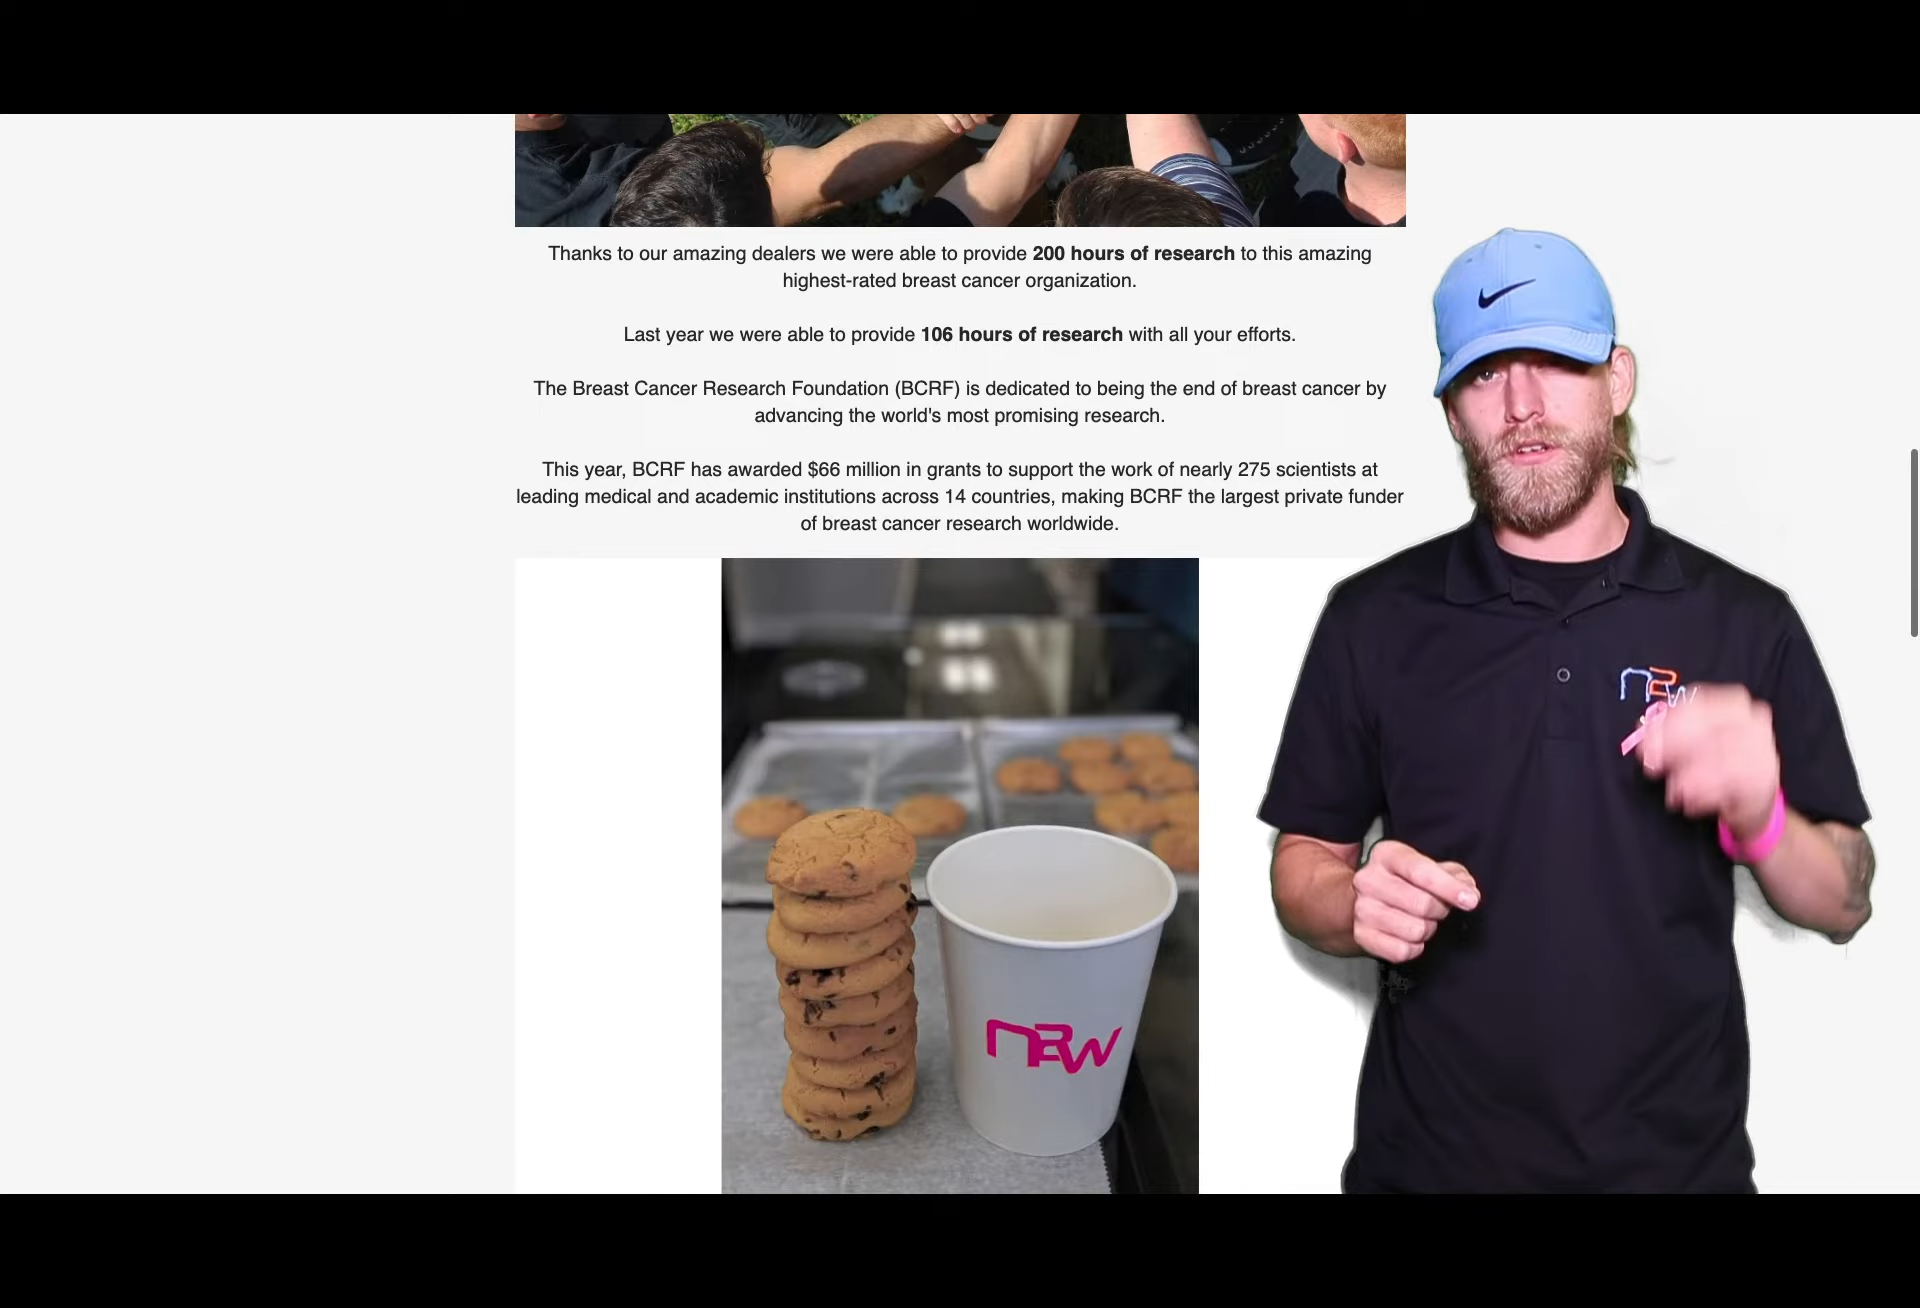 Thanks to our amazing dealers we were able to provide 200 hours of research to this amazing
highest-rated breast cancer organization.
Last year we were able to provide 106 hours of research with all your efforts.
The Breast Cancer Research Foundation (BCRF) is dedicated to being the end of breast cancer by
advancing the world's most promising research.
This year, BCRF has awarded $66 million in grants to support the work of nearly 275 scientists at
leading medical and academic institutions across 14 countries, making BCRF the largest private funder
of breast cancer research worldwide.
n2w
n2w